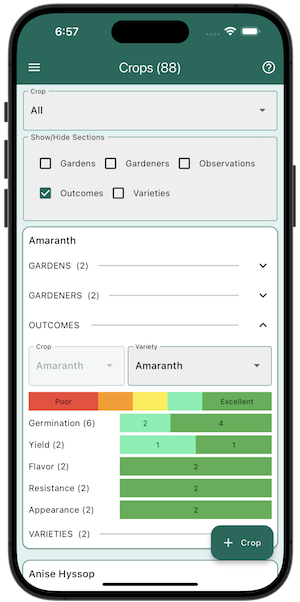 6:57
Crops (88)
Crop
All
Show/Hide Sections
Gardens Gardeners Observations
Outcomes Varieties
Amaranth
GARDENS (2)
GARDENERS (2)
OUTCOMES
Crop Variety
Amaranth Amaranth
Poor Excellent
Germination (6) 2 4
Yield (2) 1 1
Flavor (2) 2
Resistance (2) 2
Appearance (2) 2
VARIETIES (2)
+ Crop
Anise Hyssop